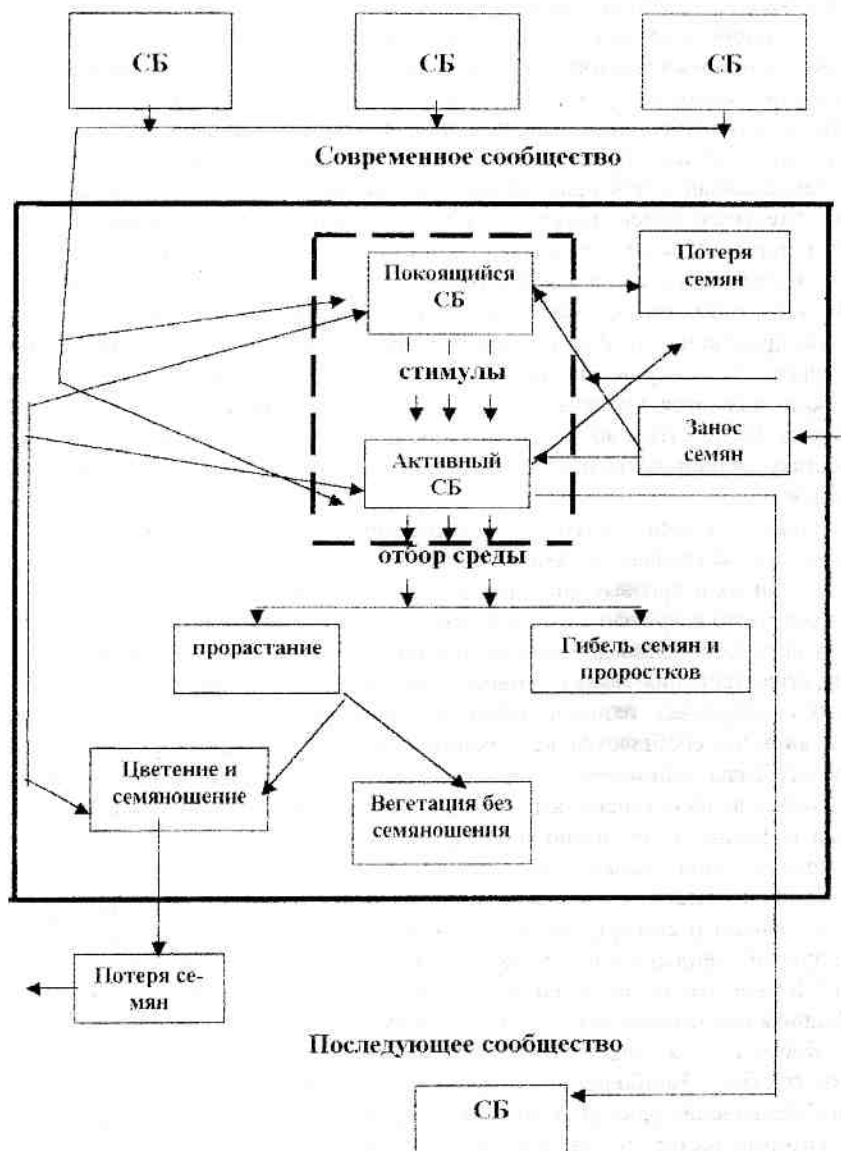 СБ
СБ
СБ
Современное сообщество
Покоящийся
СБ
Потеря
семян
стимулы
Занос
семян
Активный
СБ
отбор среды
прорастание
Гибель семян и
проростков
Цветение и
семяношение
Вегетация без
семяношения
Потеря се-
мян
Последующее сообщество
СБ